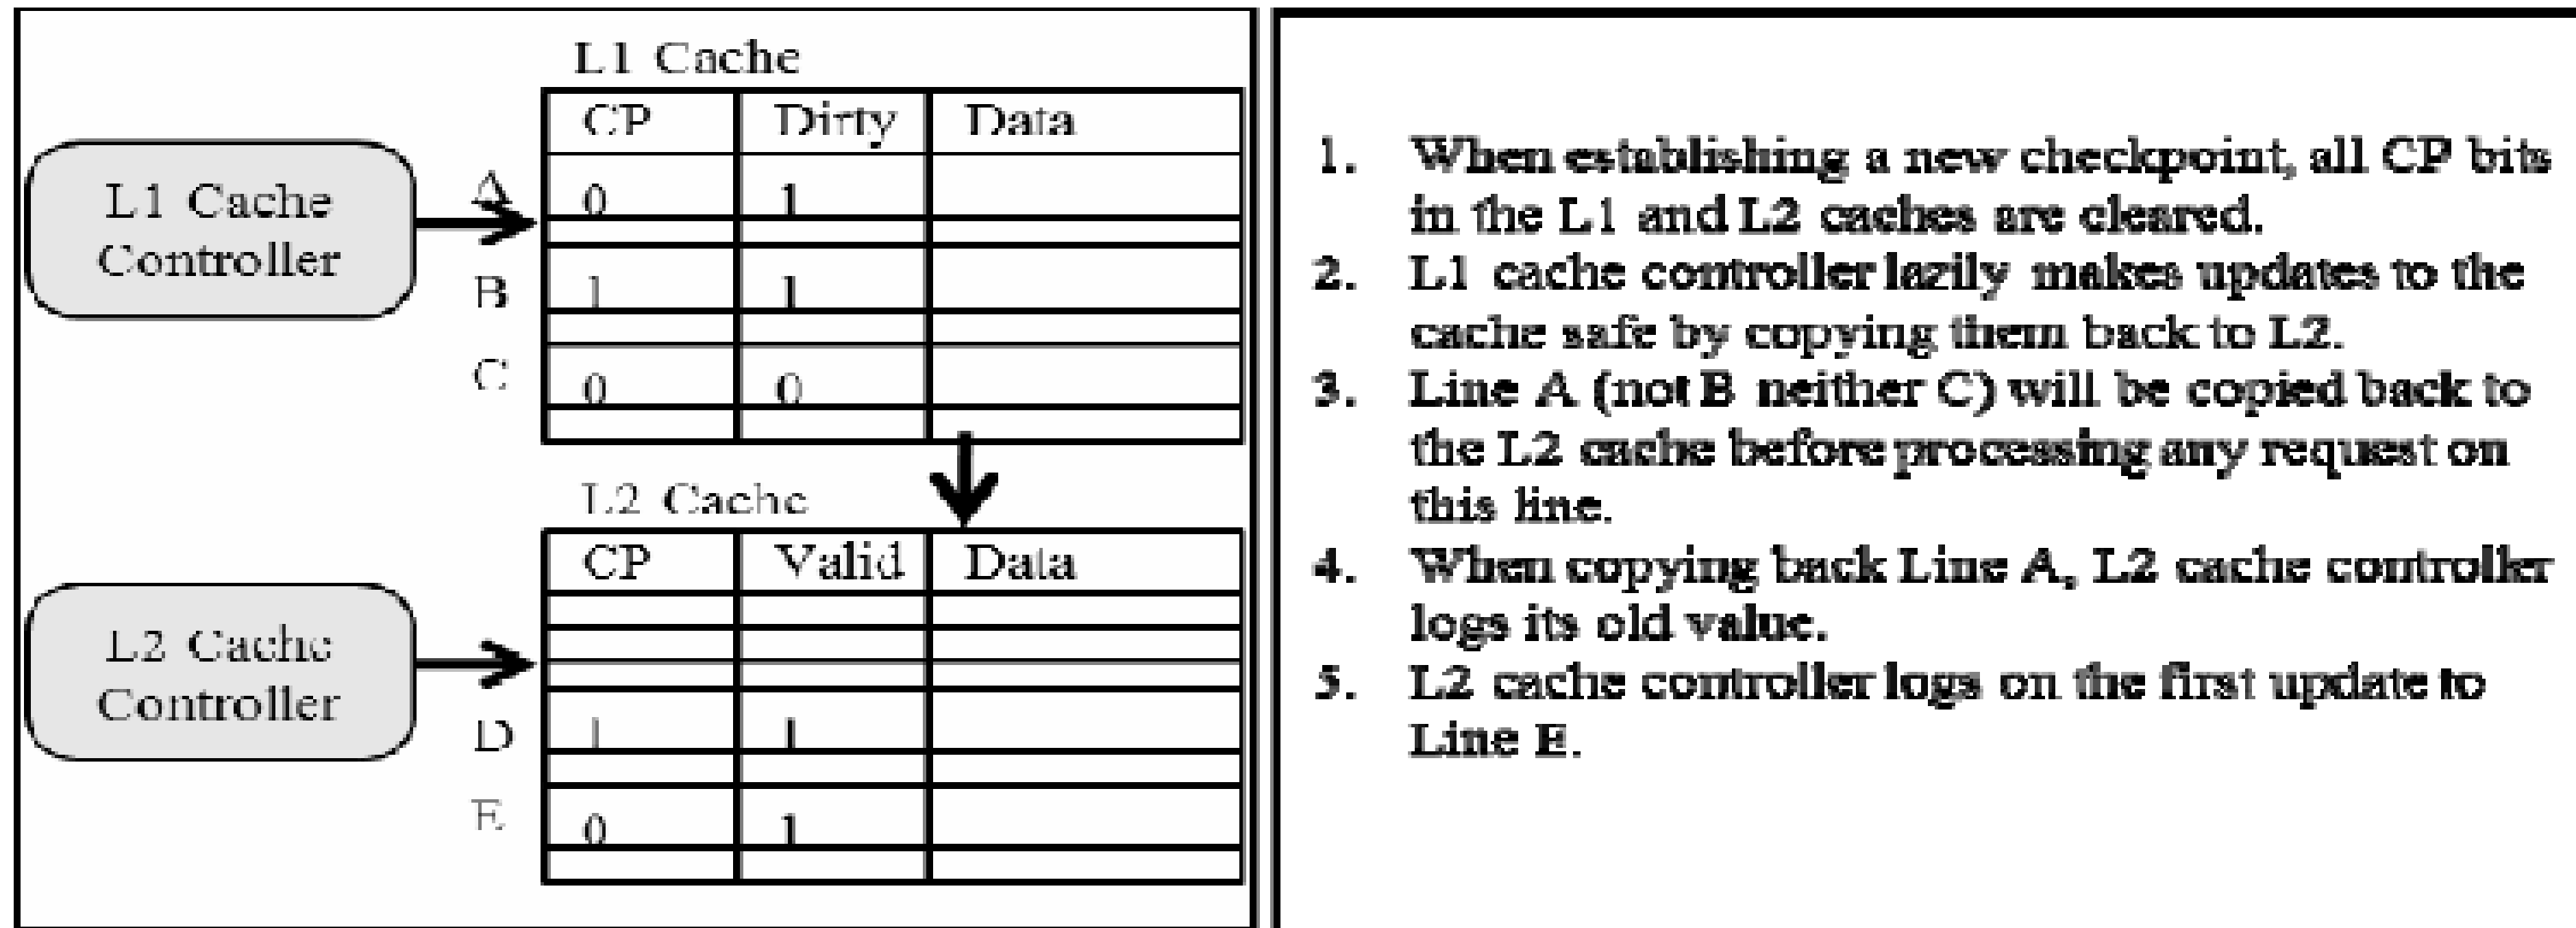 L1 Cache
CP Dirty Data
L1 Cache
Controller
A 0 1
B 1 1
C 0 0
L2 Cache
CP Valid Data
L2 Cache
Controller
D 1 1
E 0 1
1. When establishing a new checkpoint, all CP bits
in the L1 and L2 caches are cleared.
2. L1 cache controller lazily makes updates to the
cache safe by copying them back to L2.
3. Line A (not B neither C) will be copied back to
the L2 cache before processing any request on
this line.
4. When copying back Line A, L2 cache controller
logs its old value.
5. L2 cache controller logs on the first update to
Line E.